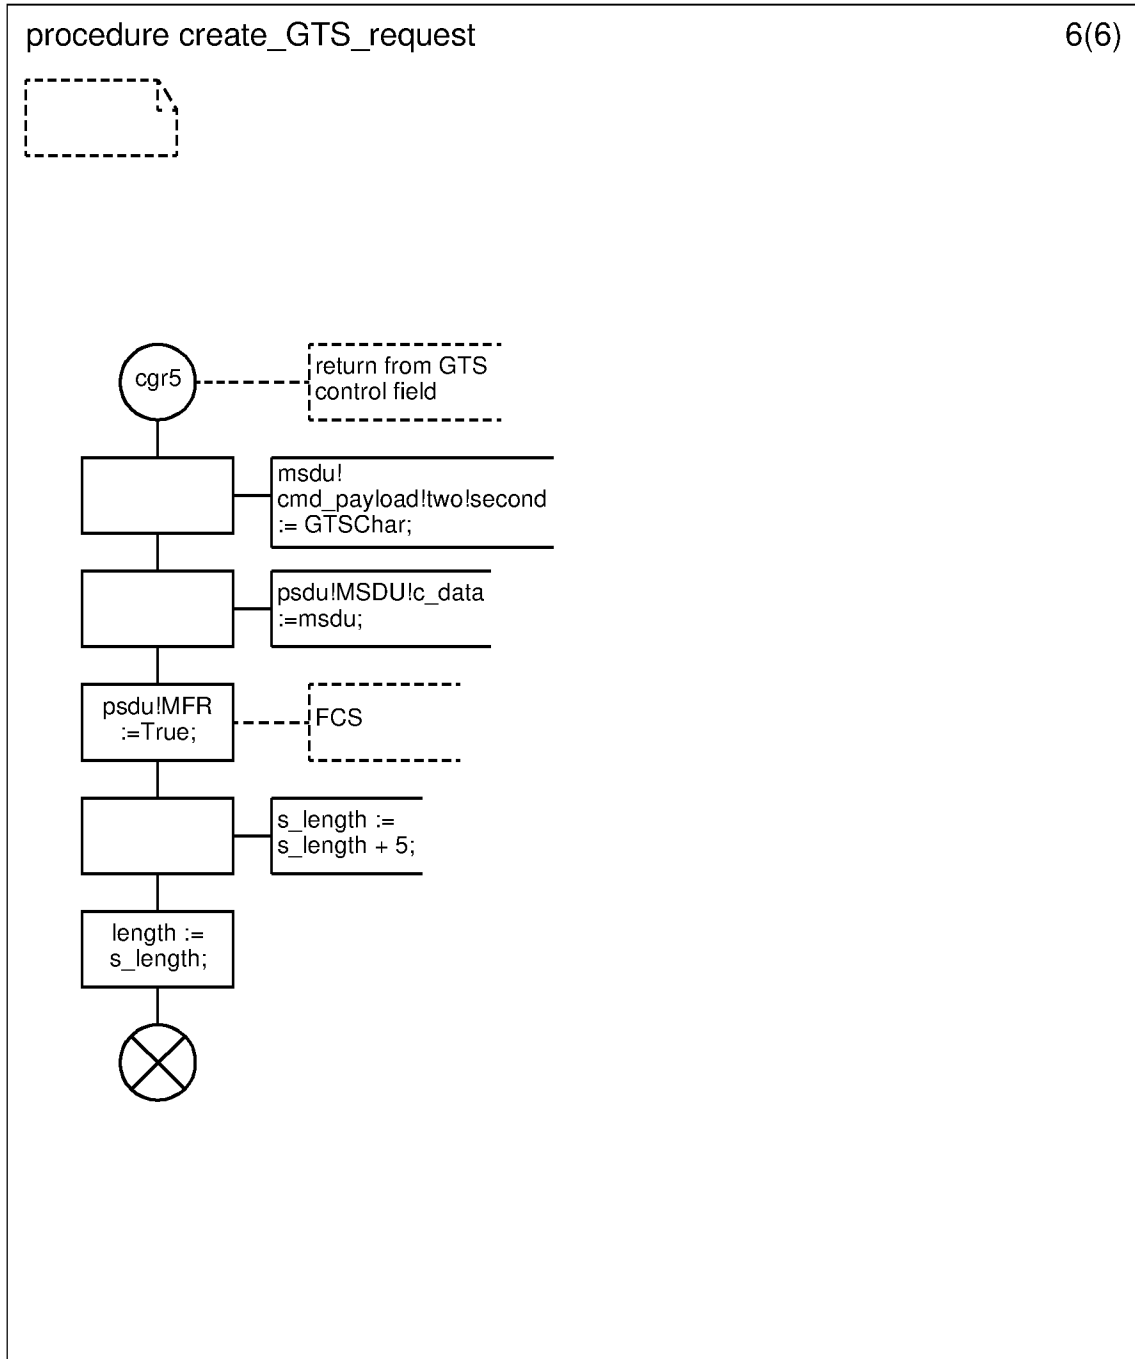 procedure create_GTS_request
6(6)
cgr5
return from GTS
control field
msdu!
cmd_payload!two!second
:= GTSChar;
psdu!MSDU!c_data
:=msdu;
psdu!MFR
:=True;
FCS
s_length :=
s_length + 5;
length :=
s_length;